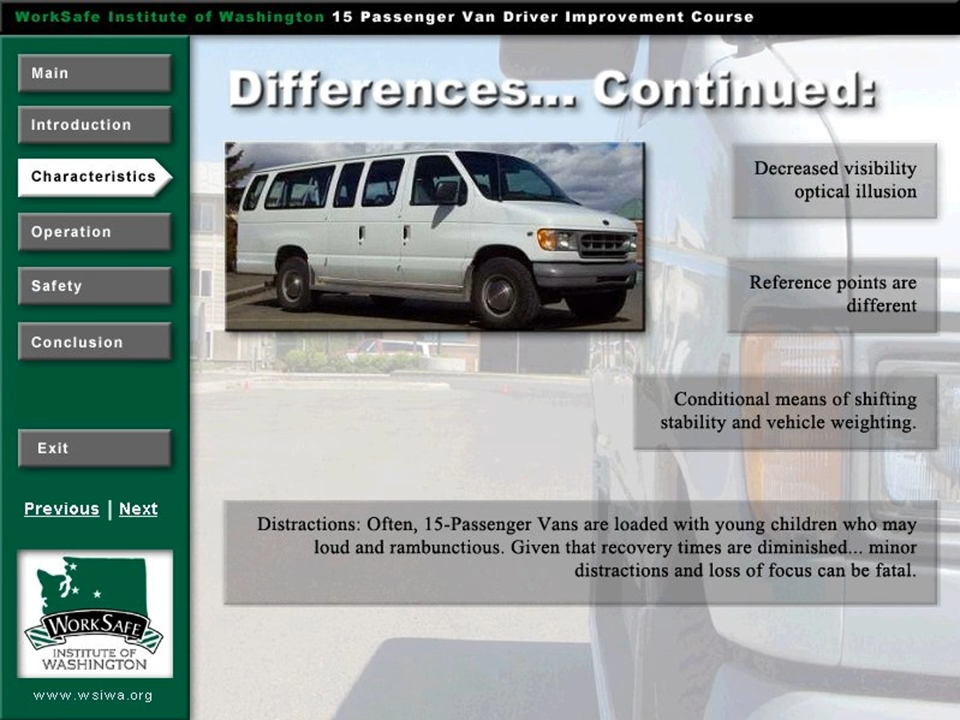 WorkSafe Institute of Washington 15 Passenger Van Driver Improvement Course
Main
Introduction
Characteristics
Operation
Safety
Conclusion
Exit
Previous | Next
WORKSAFE
INSTITUTE OF
WASHINGTON
www.wsiwa.org
Differences... Continued:
Decreased visibility
optical illusion
Reference points are
different
Conditional means of shifting
stability and vehicle weighting.
Distractions: Often, 15-Passenger Vans are loaded with young children who may
loud and rambunctious. Given that recovery times are diminished... minor
distractions and loss of focus can be fatal.